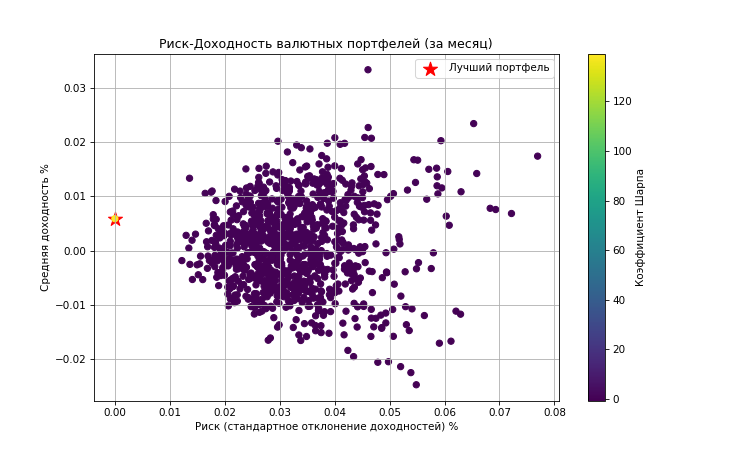 Риск-Доходность валютных портфелей (за месяц)
Лучший портфель
Средняя доходность %
0.03
0.02
0.01
0.00
−0.01
−0.02
0.00 0.01 0.02 0.03 0.04 0.05 0.06 0.07 0.08
Риск (стандартное отклонение доходностей) %
120
100
80
60
40
20
0
Коэффициент Шарпа